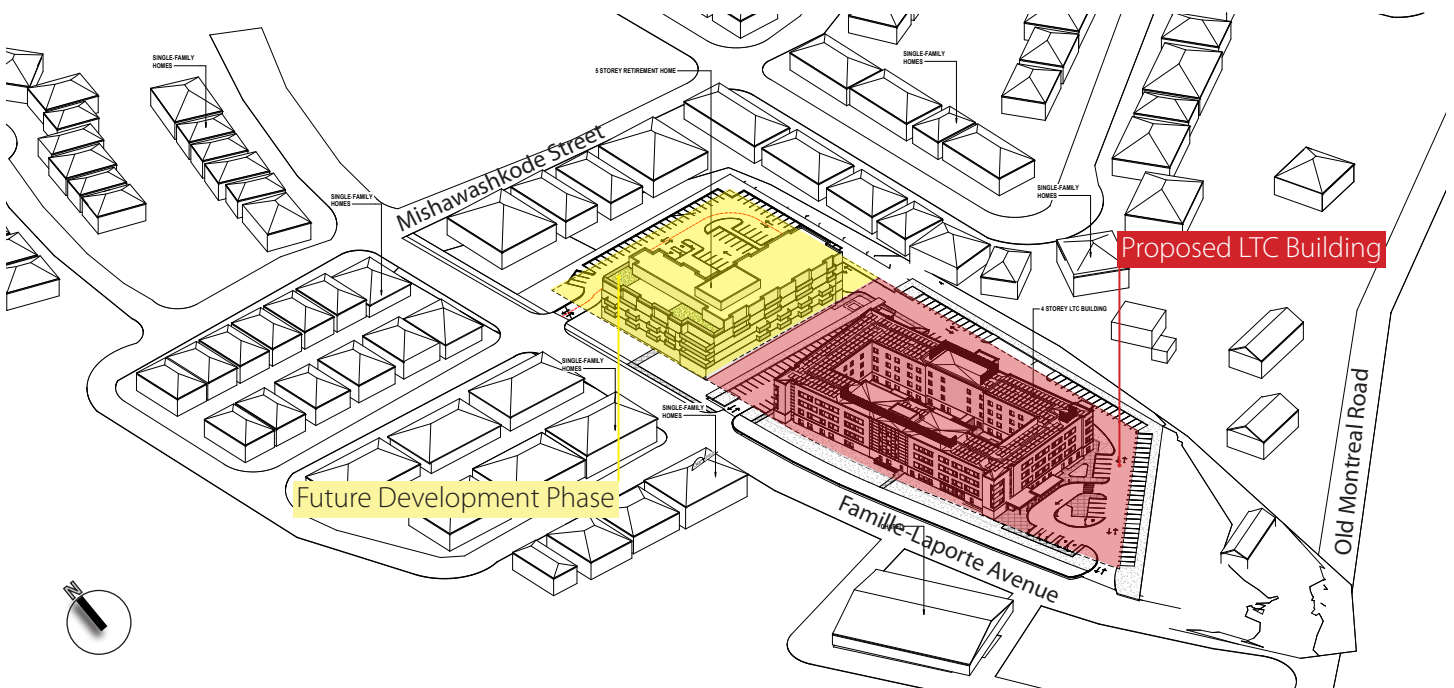 SINGLE-FAMILY
HOMES
SINGLE-FAMILY
HOMES
5 STOREY RETIREMENT HOME
Mishawashkode Street
SINGLE-FAMILY
HOMES
SINGLE-FAMILY
HOMES
Proposed LTC Building
4 STOREY LTC BUILDING
SINGLE-FAMILY
HOMES
SINGLE-FAMILY
HOMES
Old Montreal Road
Future Development Phase
Famille-Laporte Avenue
N